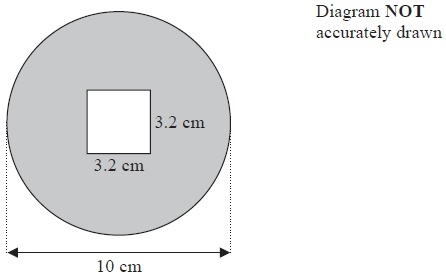 Diagram NOT
accurately drawn
3.2 cm
3.2 cm
10 cm